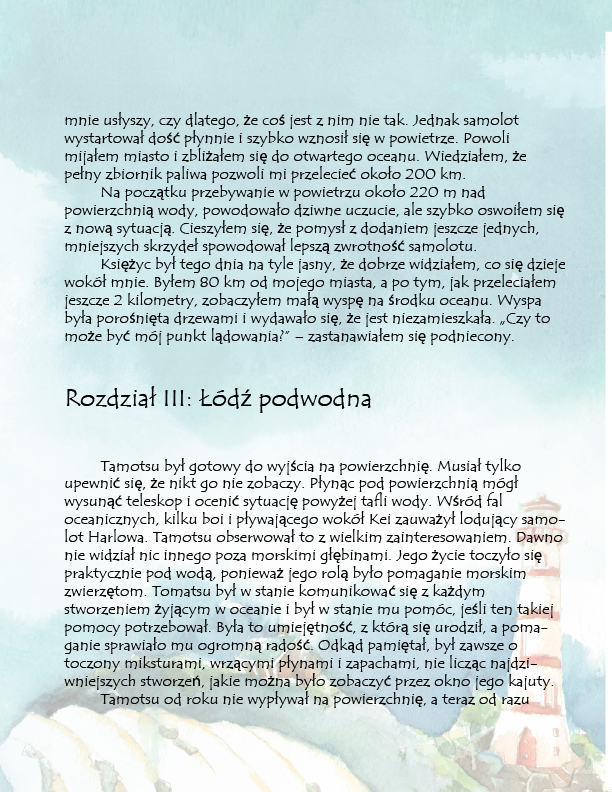 mnie usłyszy, czy dlatego, że coś jest z nim nie tak. Jednak samolot
wystartował dość płynnie i szybko wznosił się w powietrze. Powoli
mijałem miasto i zbliżałem się do otwartego oceanu. Wiedziałem, że
pełny zbiornik paliwa pozwoli mi przelecieć około 200 km.
Na początku przebywanie w powietrzu około 220 m nad
powierzchnią wody, powodowało dziwne uczucie, ale szybko oswoiłem się
z nową sytuacją. Cieszyłem się, że pomysł z dodaniem jeszcze jednych,
mniejszych skrzydeł spowodował lepszą zwrotność samolotu.
Księżyc był tego dnia na tyle jasny, że dobrze widziałem, co się dzieje
wokół mnie. Byłem 80 km od mojego miasta, a po tym, jak przeleciałem
jeszcze 2 kilometry, zobaczyłem małą wyspę na środku oceanu. Wyspa
była porośnięta drzewami i wydawało się, że jest niezamieszkała. „Czy to
może być mój punkt lądowania?” – zastanawiałem się podniecony.
Rozdział III: Łódź podwodna
Tamotsu był gotowy do wyjścia na powierzchnię. Musiał tylko
upewnić się, że nikt go nie zobaczy. Płynąc pod powierzchnią mógł
wysunąć teleskop i ocenić sytuację powyżej tafli wody. Wśród fal
oceanicznych, kilku boi i pływającego wokół Kei zauważył lodujący samo-
lot Harlowa. Tamotsu obserwował to z wielkim zainteresowaniem. Dawno
nie widział nic innego poza morskimi głębinami. Jego życie toczyło się
praktycznie pod wodą, ponieważ jego rolą było pomaganie morskim
zwierzętom. Tomatsu był w stanie komunikować się z każdym
stworzeniem żyjącym w oceanie i był w stanie mu pomóc, jeśli ten takiej
pomocy potrzebował. Była to umiejętność, z którą się urodził, a poma-
ganie sprawiało mu ogromną radość. Odkąd pamiętał, był zawsze o
toczony miksturami, wrzącymi płynami i zapachami, nie licząc najdzi-
wniejszych stworzeń, jakie można było zobaczyć przez okno jego kajuty.
Tamotsu od roku nie wypływał na powierzchnię, a teraz od razu